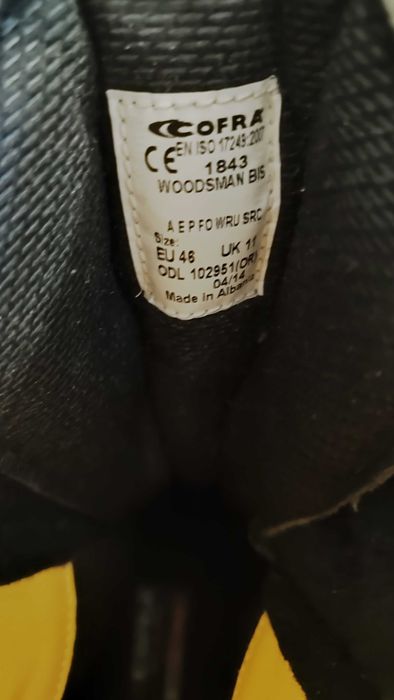 COFRA
EN ISO 17249:2007
CE
1843
WOODSMAN BIS
A E P FO WRU SRC
Size:
EU 46 UK 11
ODL 102951(OR)
04/14
Made in Albania